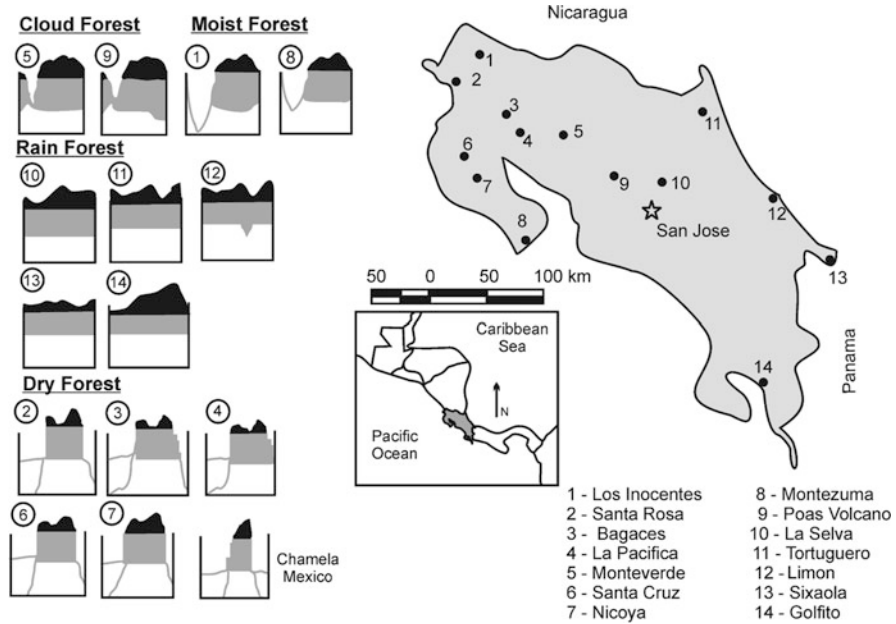 Cloud Forest
Moist Forest
5
9
1
8
Rain Forest
10
11
12
13
14
Dry Forest
2
3
4
6
7
Chamela
Mexico
Nicaragua
1
2
3
4
5
6
7
8
9
10
11
12
13
14
San Jose
Panama
50 0 50 100 km
Caribbean
Sea
N
Pacific
Ocean
1 - Los Inocentes
2 - Santa Rosa
3 - Bagaces
4 - La Pacifica
5 - Monteverde
6 - Santa Cruz
7 - Nicoya
8 - Montezuma
9 - Poas Volcano
10 - La Selva
11 - Tortuguero
12 - Limon
13 - Sixaola
14 - Golfito